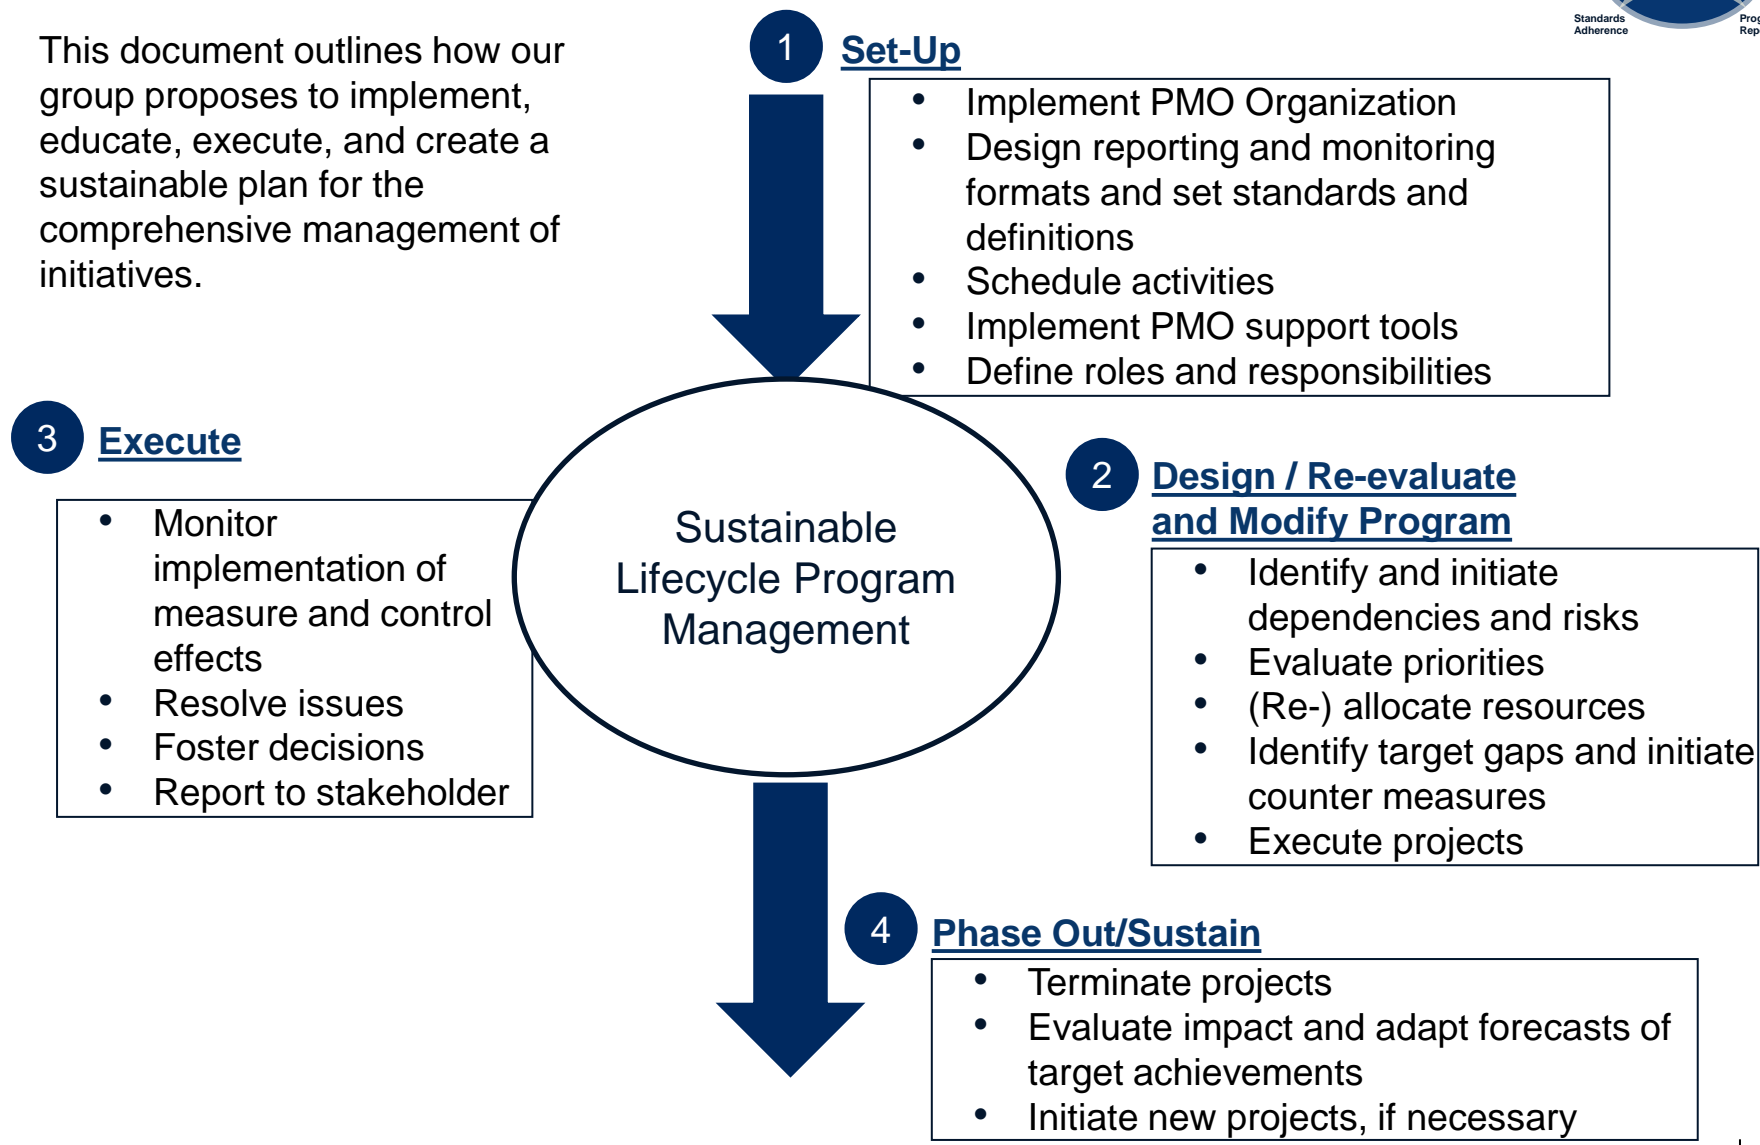 This document outlines how our
group proposes to implement,
educate, execute, and create a
sustainable plan for the
comprehensive management of
initiatives.
Standards
Adherence
1 Set-Up
• Implement PMO Organization
• Design reporting and monitoring
formats and set standards and
definitions
• Schedule activities
• Implement PMO support tools
• Define roles and responsibilities
Sustainable
Lifecycle Program
Management
2 Design / Re-evaluate
and Modify Program
• Identify and initiate
dependencies and risks
• Evaluate priorities
• (Re-) allocate resources
• Identify target gaps and initiate
counter measures
• Execute projects
3 Execute
• Monitor
implementation of
measure and control
effects
• Resolve issues
• Foster decisions
• Report to stakeholder
4 Phase Out/Sustain
• Terminate projects
• Evaluate impact and adapt forecasts of
target achievements
• Initiate new projects, if necessary